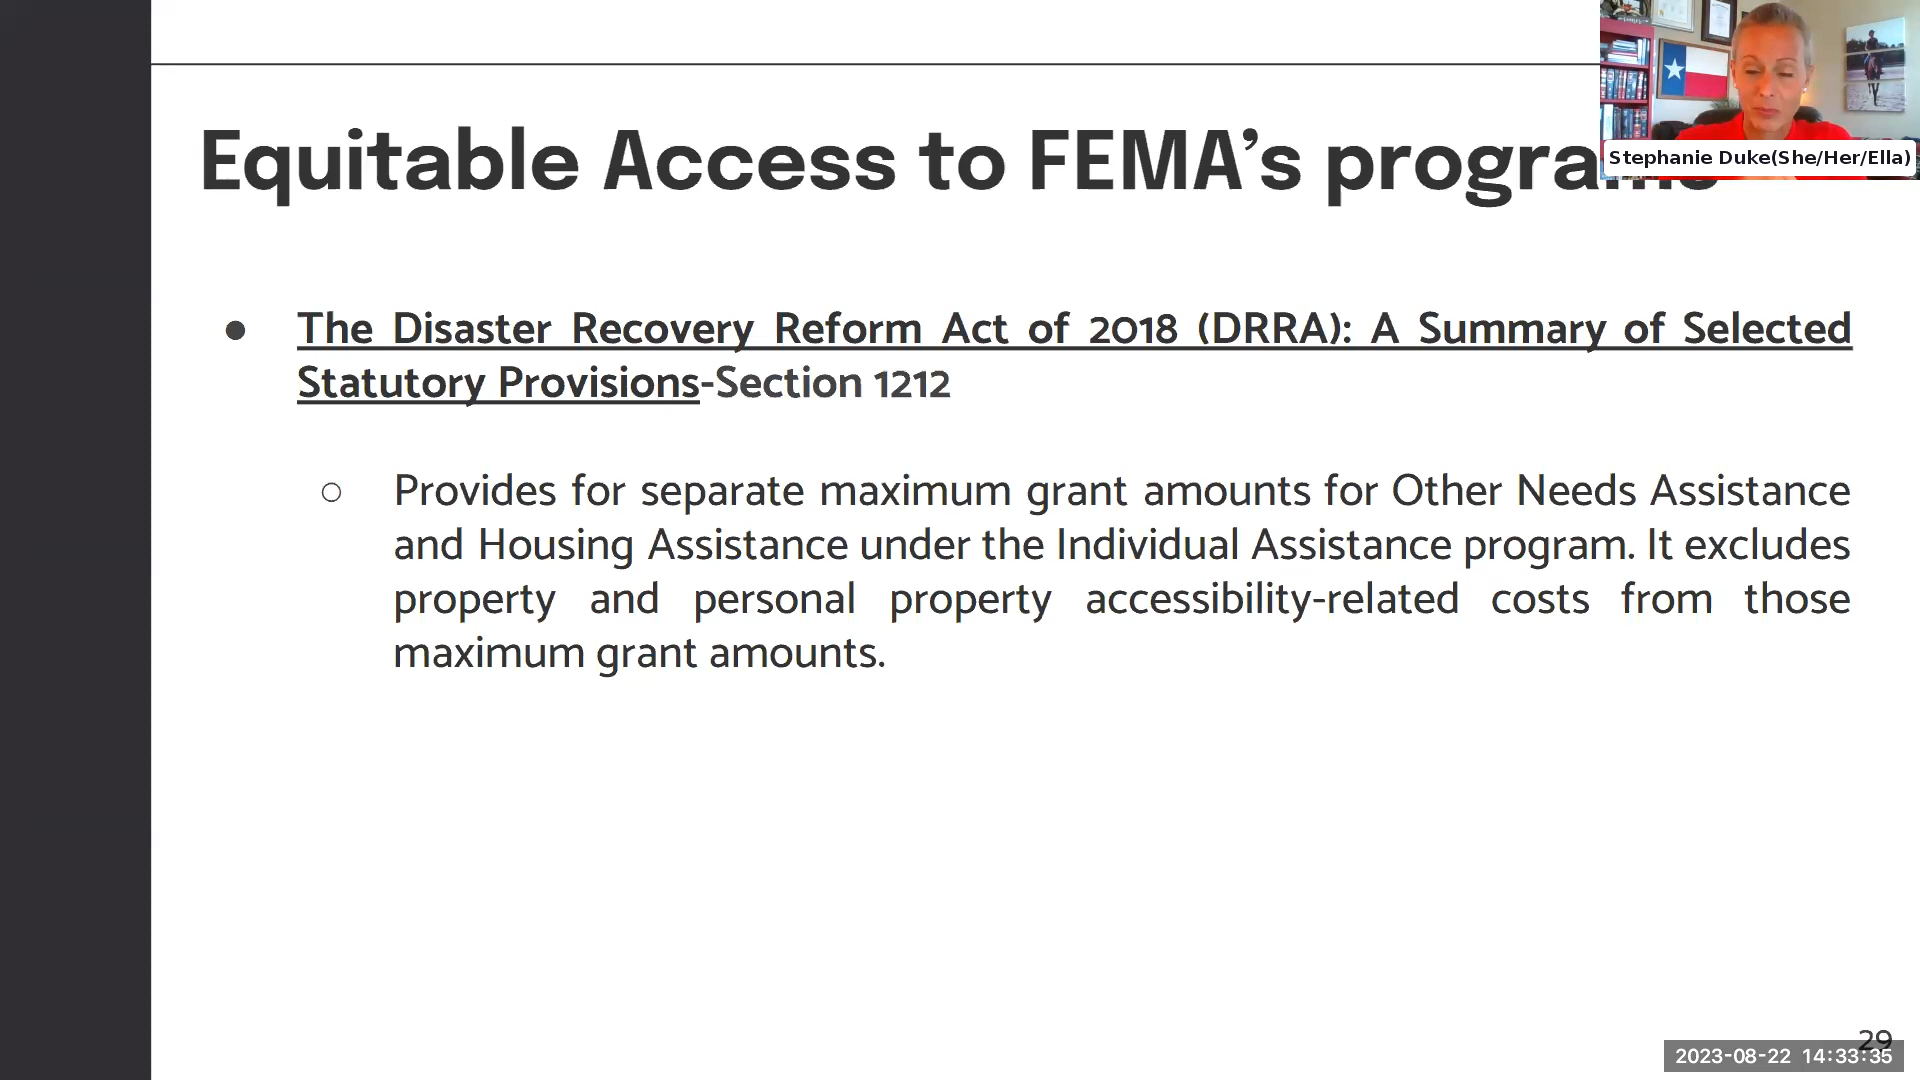 Equitable Access to FEMA’s programs
Stephanie Duke(She/Her/Ella)
● The Disaster Recovery Reform Act of 2018 (DRRA): A Summary of Selected
Statutory Provisions-Section 1212
○ Provides for separate maximum grant amounts for Other Needs Assistance
and Housing Assistance under the Individual Assistance program. It excludes
property and personal property accessibility-related costs from those
maximum grant amounts.
29
2023-08-22 14:33:35